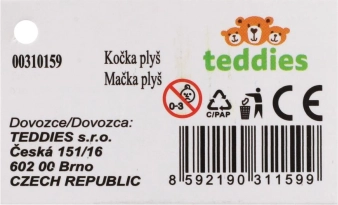 00310159
Kočka plyš
Mačka plyš
teddies
0-3
C/PAP
CE
Dovozce/Dovozca:
TEDDIES s.r.o.
Česká 151/16
602 00 Brno
CZECH REPUBLIC
8 592190 311599